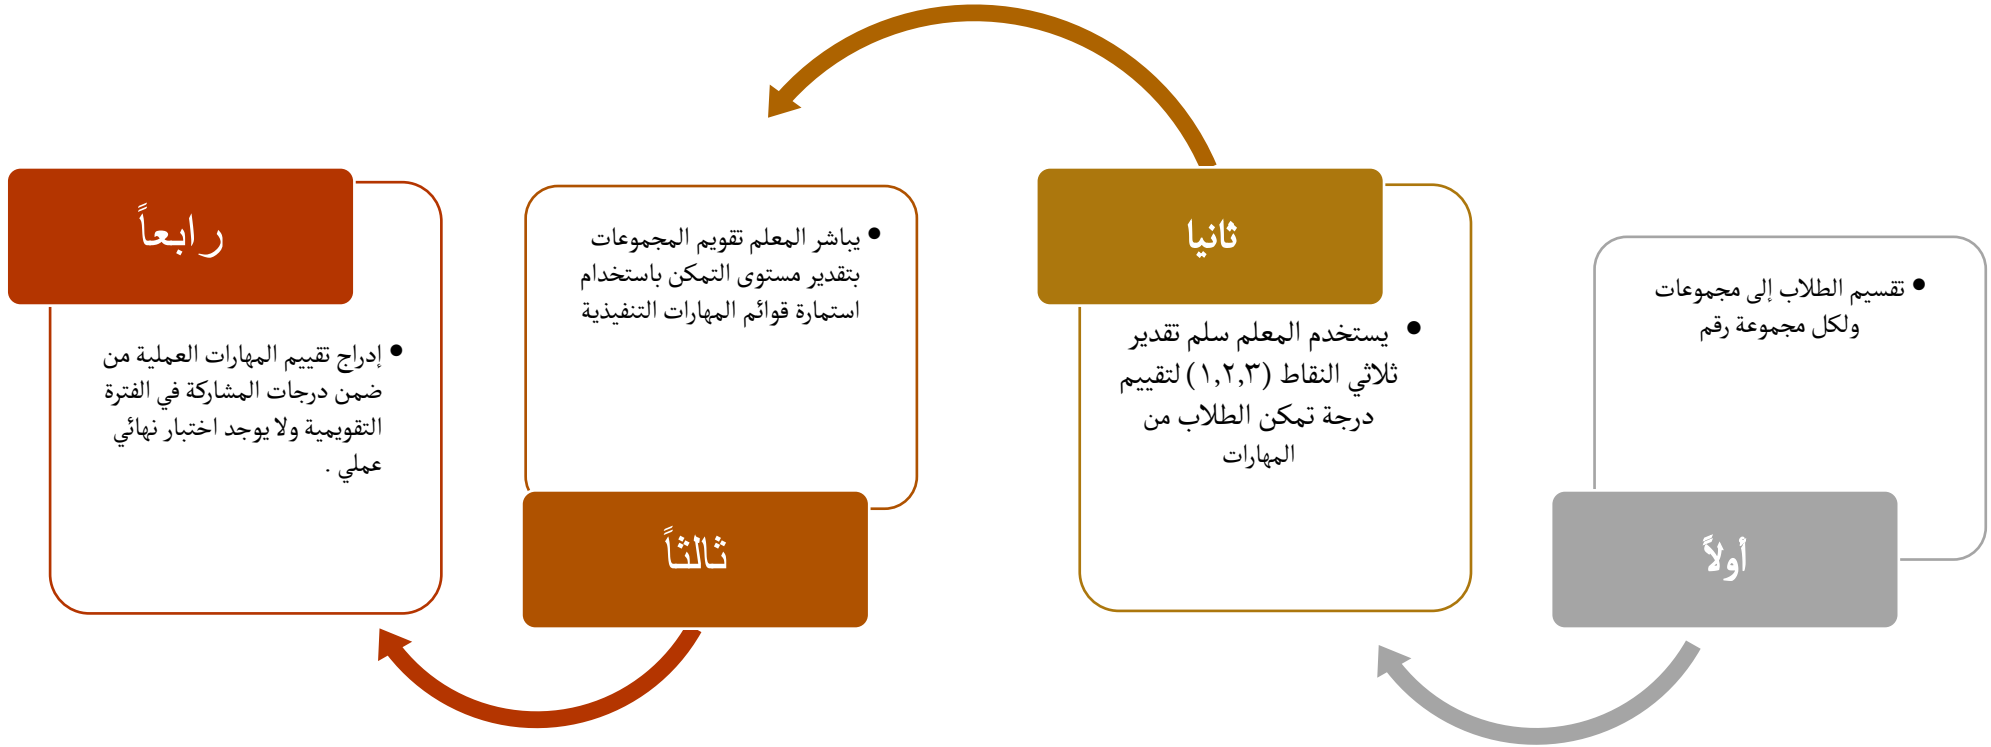 أولاً
• تقسيم الطلاب إلى مجموعات
ولكل مجموعة رقم
ثانيا
• يستخدم المعلم سلم تقدير
ثلاثي النقاط (١,٢,٣) لتقييم
درجة تمكن الطلاب من
المهارات
ثالثاً
• يباشر المعلم تقويم المجموعات
بتقدير مستوى التمكن باستخدام
استمارة قوائم المهارات التنفيذية
رابعاً
• إدراج تقييم المهارات العملية من
ضمن درجات المشاركة في الفترة
التقويمية ولا يوجد اختبار نهائي
عملي .